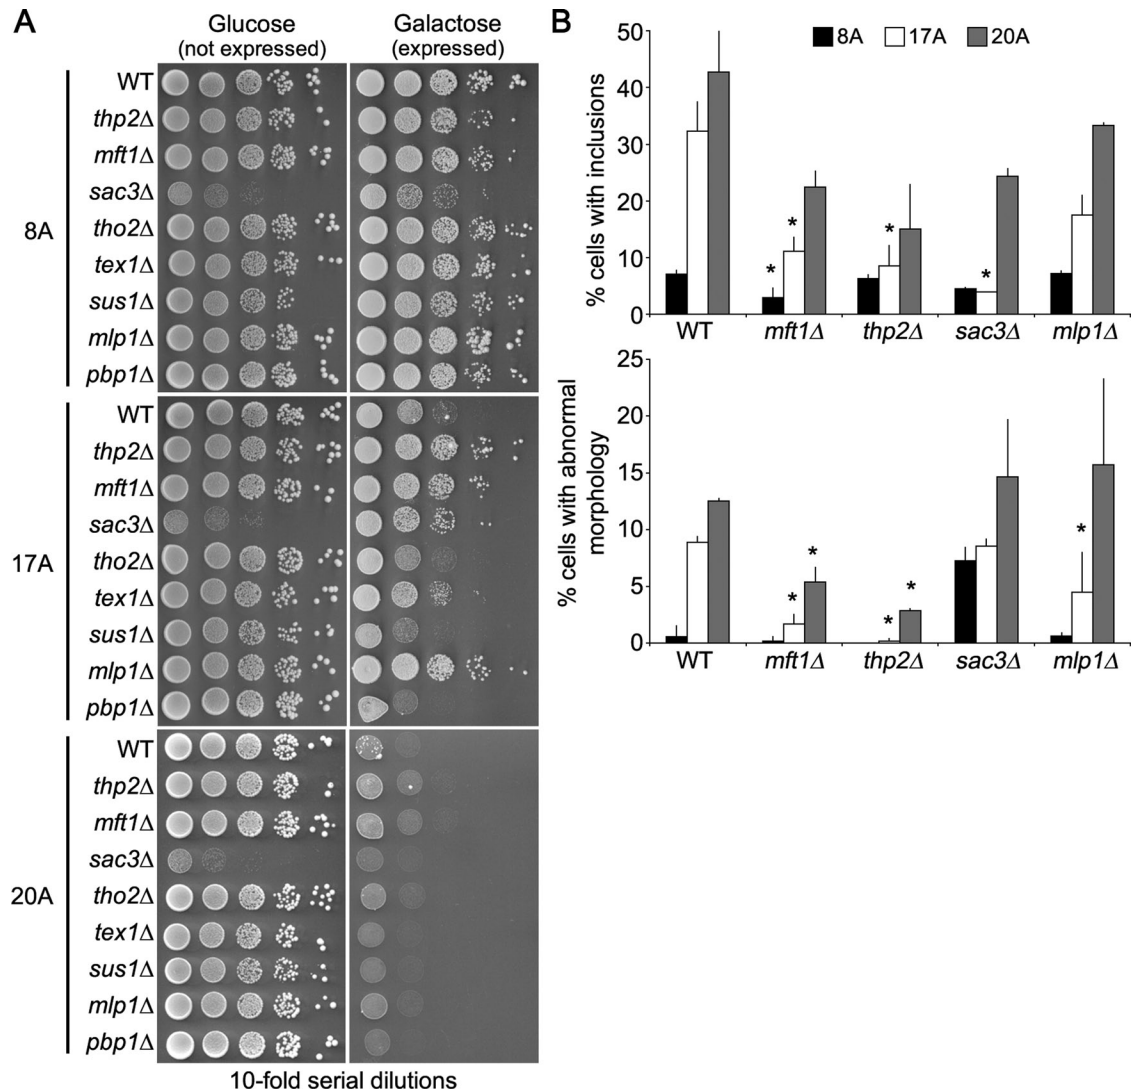 A
Glucose
(not expressed)
Galactose
(expressed)
8A
WT
thp2Δ
mft1Δ
sac3Δ
tho2Δ
tex1Δ
sus1Δ
mlp1Δ
pbp1Δ
17A
WT
thp2Δ
mft1Δ
sac3Δ
tho2Δ
tex1Δ
sus1Δ
mlp1Δ
pbp1Δ
20A
WT
thp2Δ
mft1Δ
sac3Δ
tho2Δ
tex1Δ
sus1Δ
mlp1Δ
pbp1Δ
10-fold serial dilutions
B
8A 17A 20A
% cells with inclusions
50
40
30
20
10
0
* * * *
WT mft1Δ thp2Δ sac3Δ mlp1Δ
% cells with abnormal
morphology
25
20
15
10
5
0
* * * * *
WT mft1Δ thp2Δ sac3Δ mlp1Δ